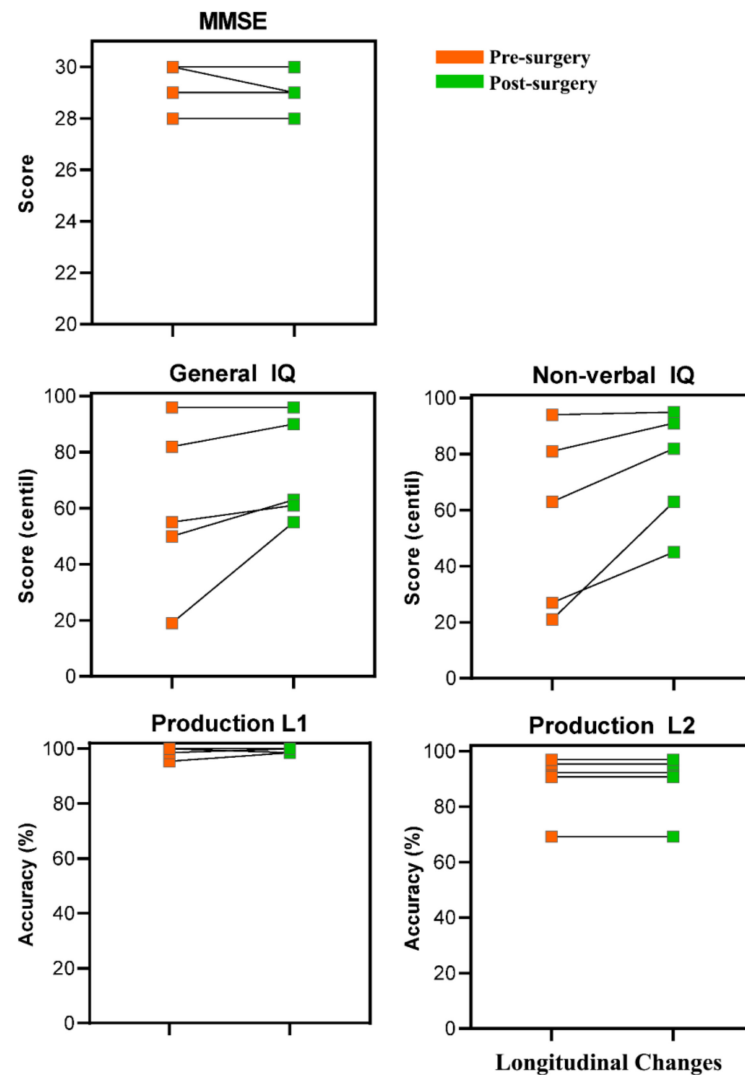 MMSE
Pre-surgery
Post-surgery
30
28
26
24
22
20
Score
General IQ
100
80
60
40
20
0
Score (centil)
Non-verbal IQ
100
80
60
40
20
0
Score (centil)
Production L1
100
80
60
40
20
0
Accuracy (%)
Production L2
100
80
60
40
20
0
Accuracy (%)
Longitudinal Changes